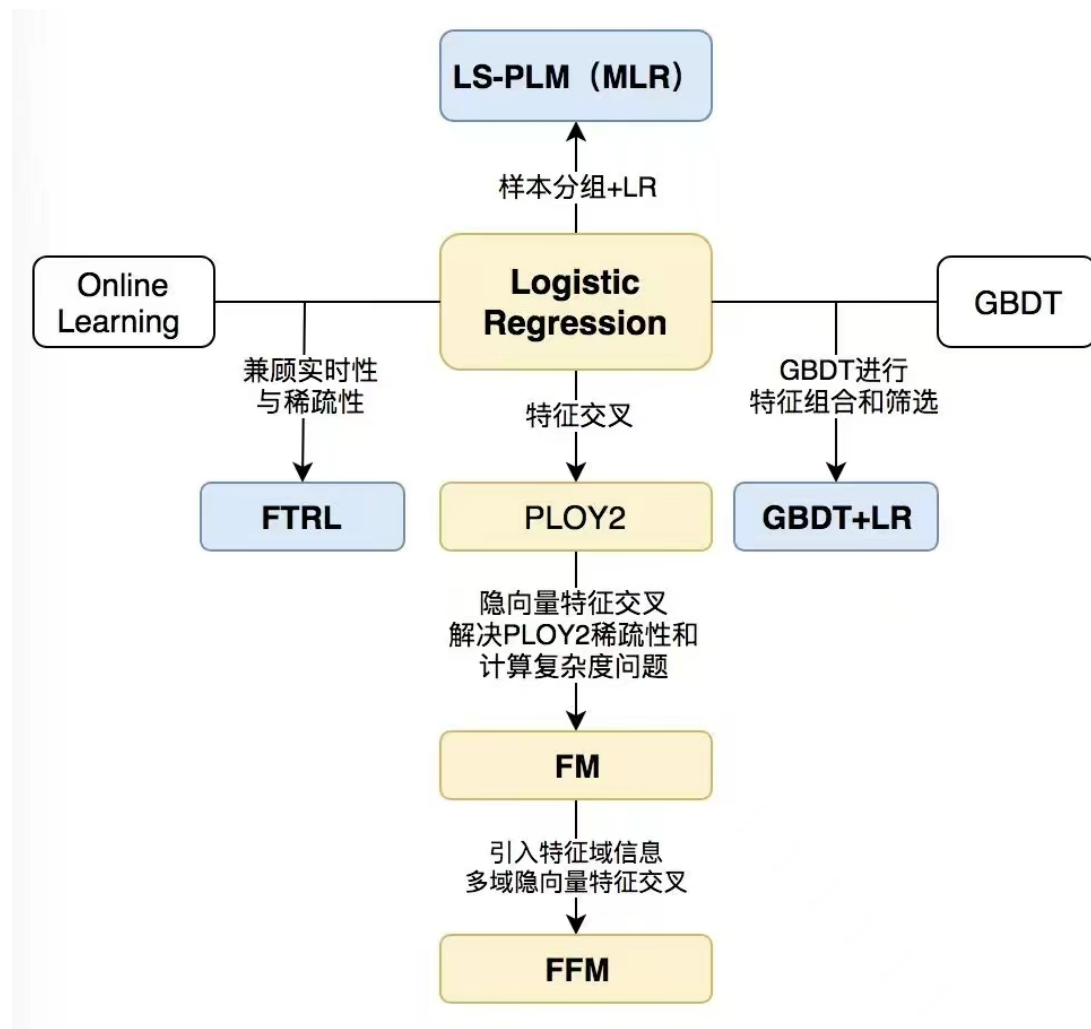 LS-PLM（MLR）
样本分组+LR
Online
Learning
Logistic
Regression
GBDT
兼顾实时性
与稀疏性
特征交叉
GBDT进行
特征组合和筛选
FTRL
PLOY2
GBDT+LR
隐向量特征交叉
解决PLOY2稀疏性和
计算复杂度问题
FM
引入特征域信息
多域隐向量特征交叉
FFM